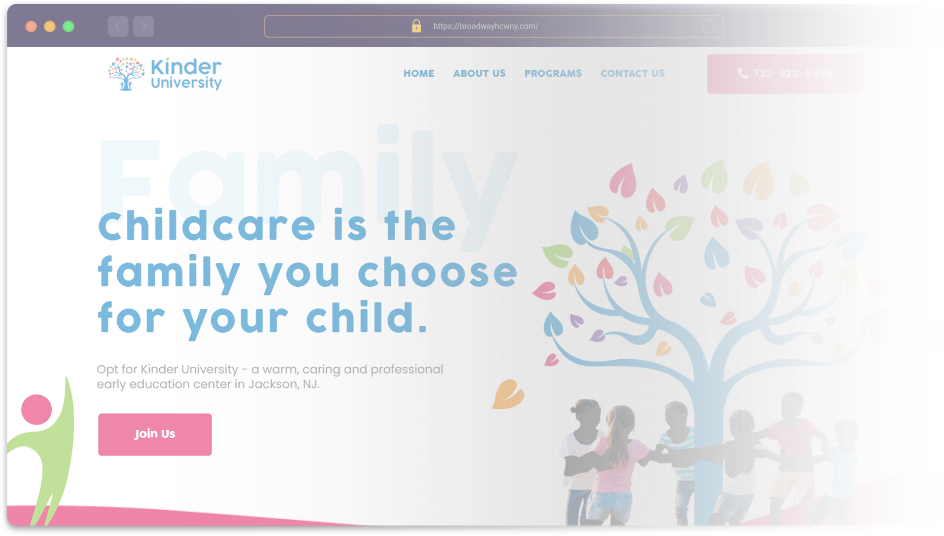 https://broadwayhcwny.com/
Kinder
University
HOME ABOUT US PROGRAMS CONTACT US
732-928-8888
Family
Childcare is the
family you choose
for your child.
Opt for Kinder University - a warm, caring and professional
early education center in Jackson, NJ.
Join Us